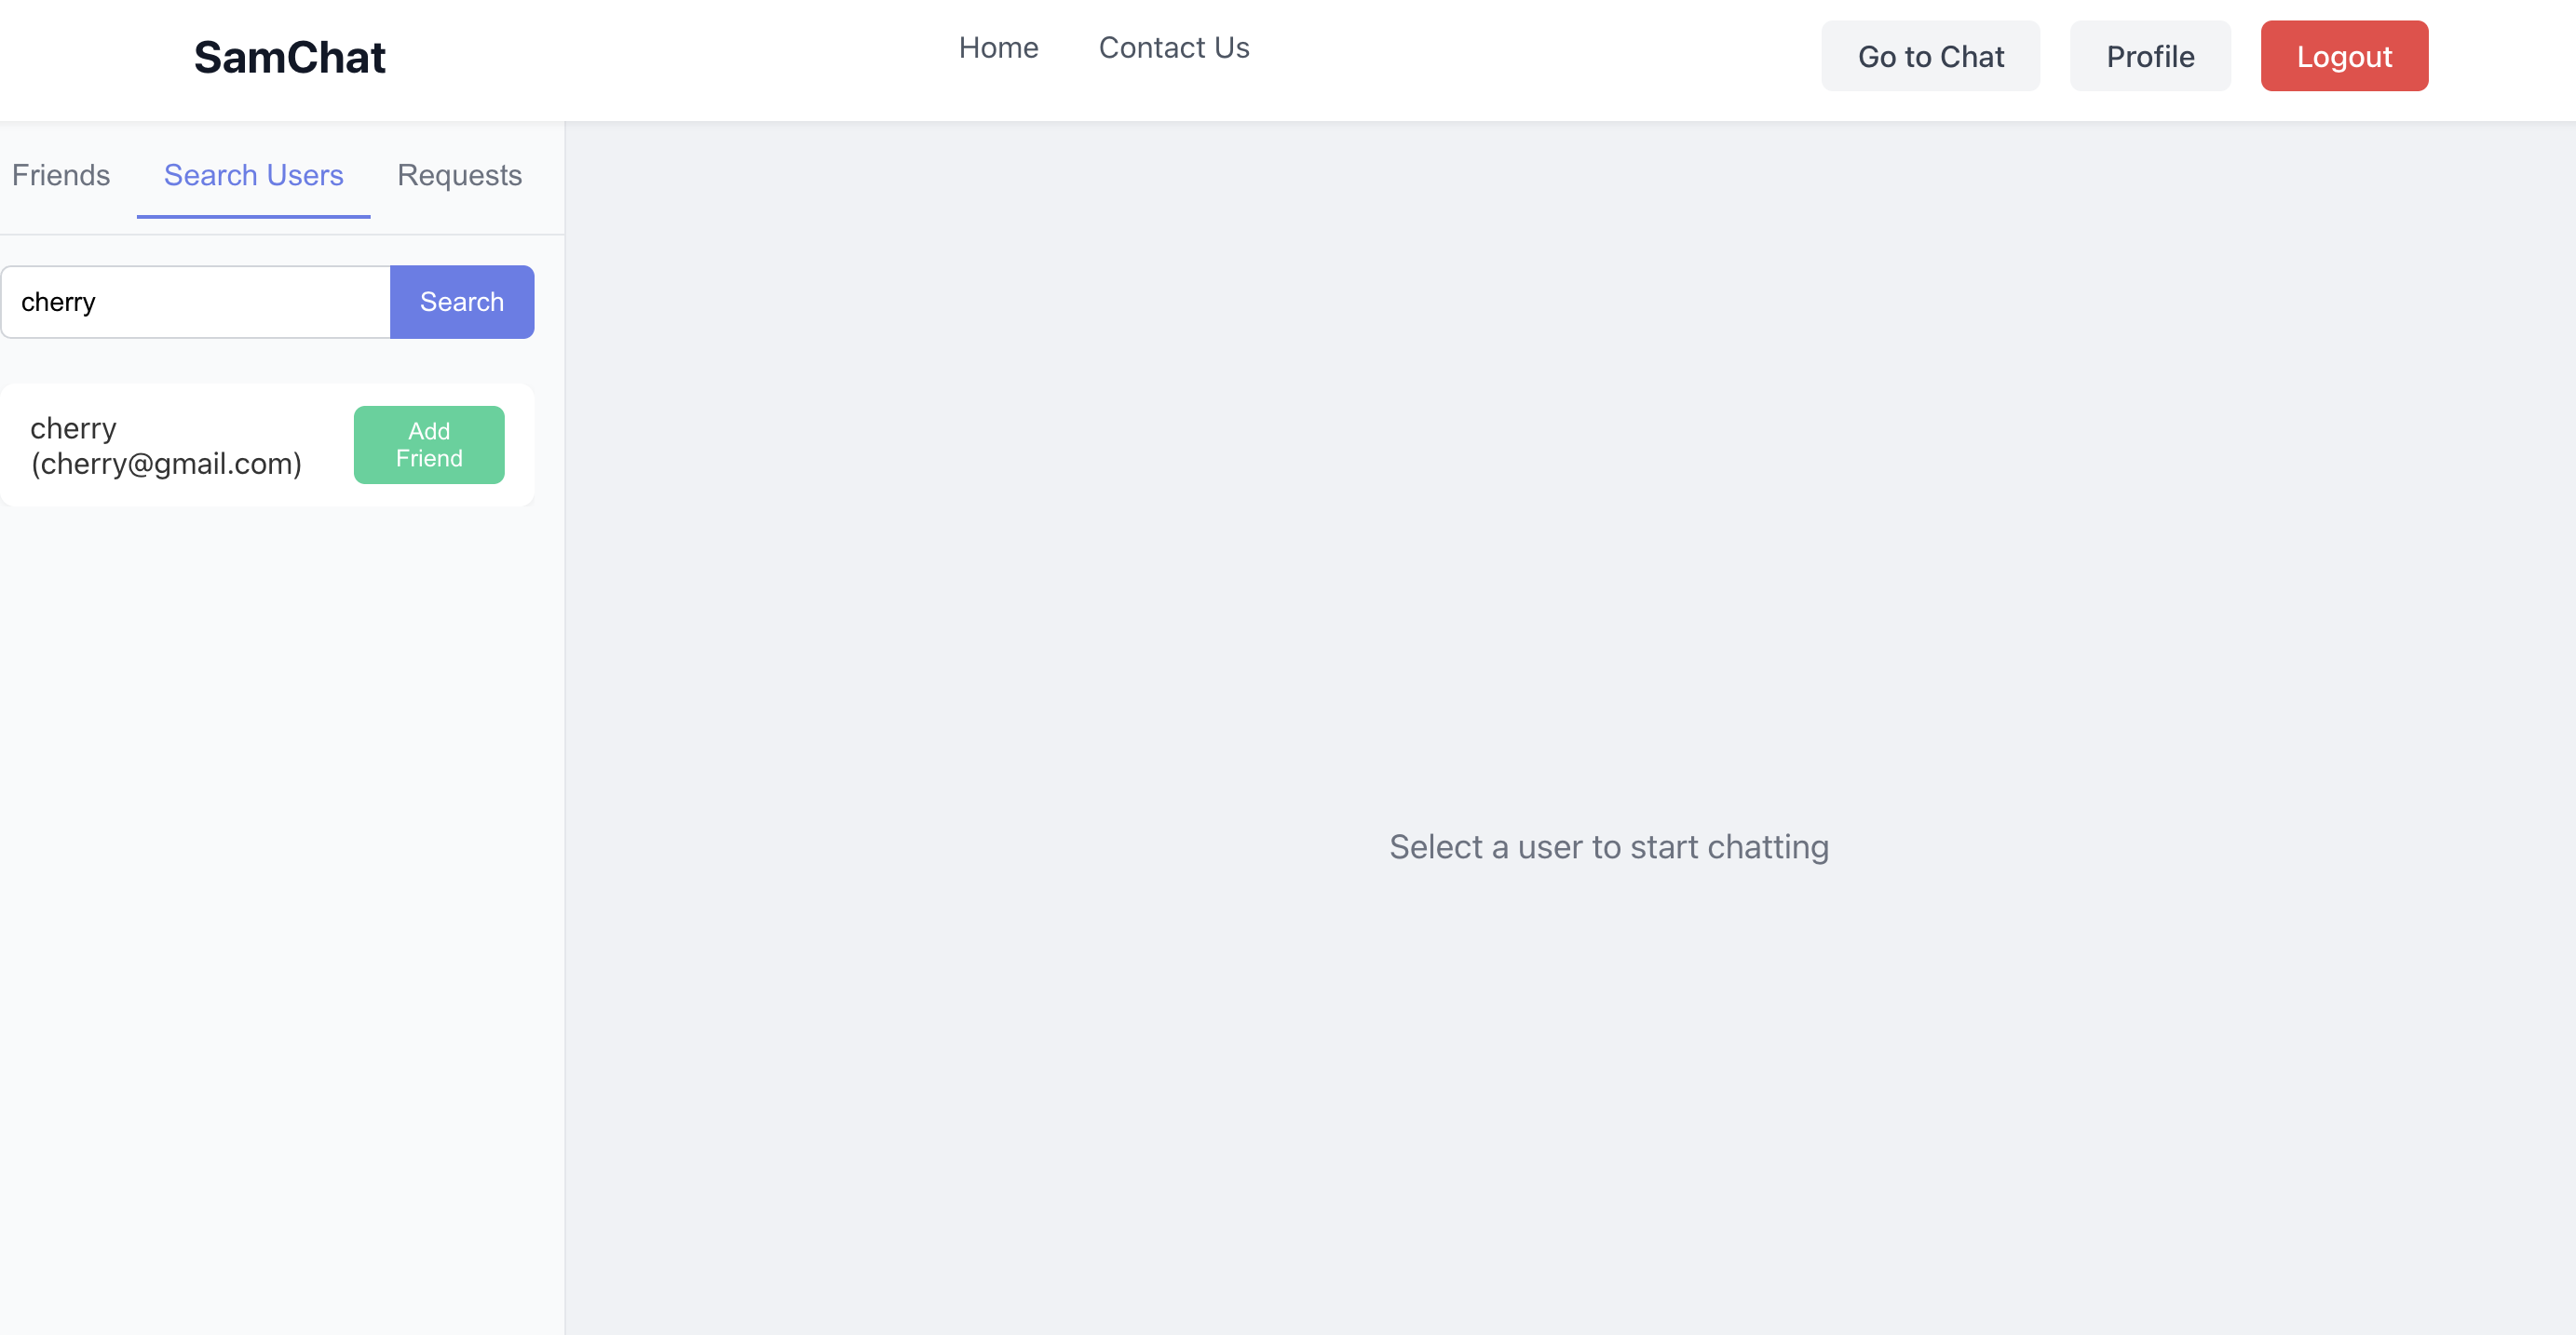 SamChat
Home
Contact Us
Go to Chat
Profile
Logout
Friends
Search Users
Requests
cherry
Search
cherry
(cherry@gmail.com)
Add
Friend
Select a user to start chatting